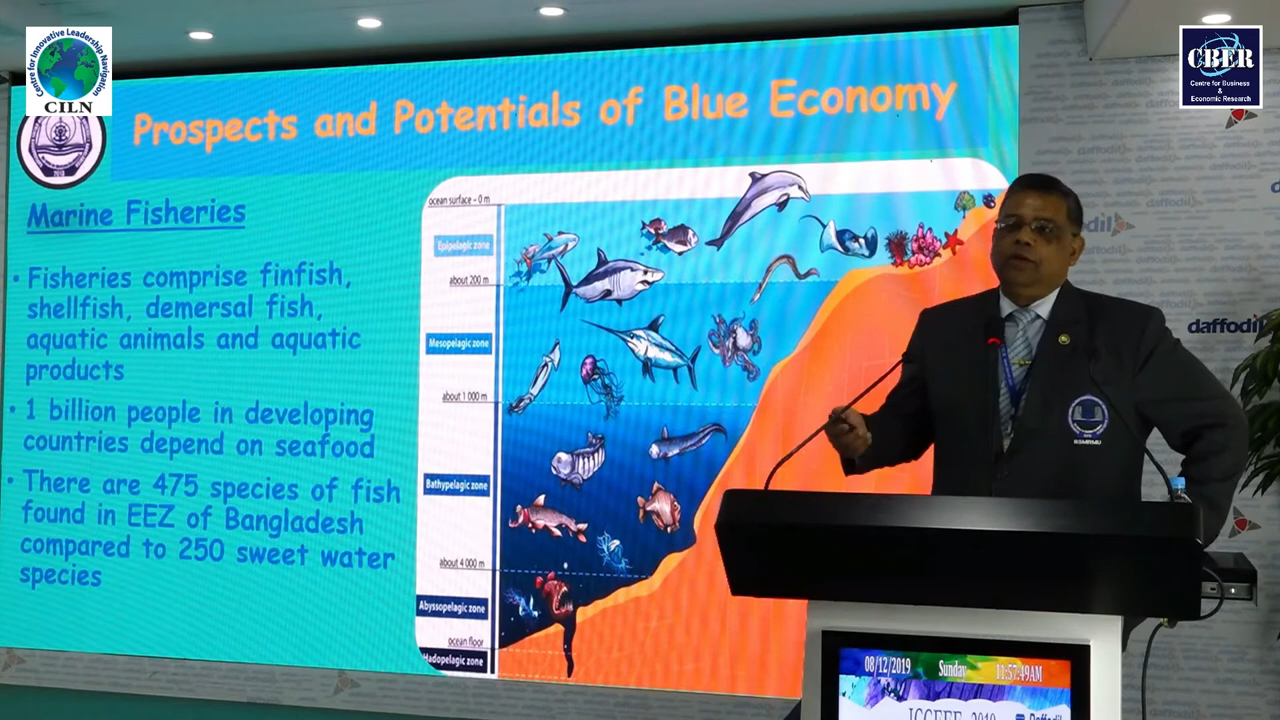 Centre for Innovative Leadership Navigation
CILN
CBER
Centre for Business
&
Economic Research
Prospects and Potentials of Blue Economy
Marine Fisheries
• Fisheries comprise finfish,
shellfish, demersal fish,
aquatic animals and aquatic
products
• 1 billion people in developing
countries depend on seafood
• There are 475 species of fish
found in EEZ of Bangladesh
compared to 250 sweet water
species
ocean surface – 0 m
Epipelagic zone
about 200 m
Mesopelagic zone
about 1 000 m
Bathypelagic zone
about 4 000 m
Abyssopelagic zone
ocean floor
Hadopelagic zone
daffodil
BSMRMU
08/12/2019 Sunday 11:57:49AM
2019 Daffodil